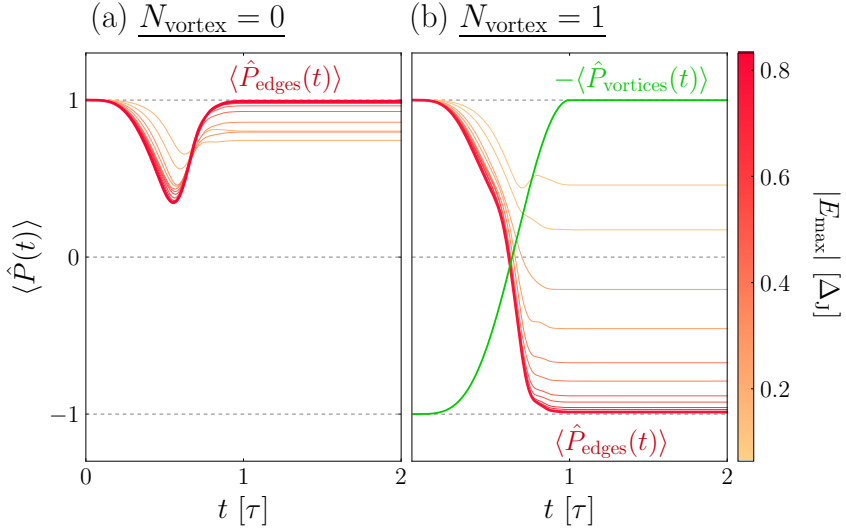 (a) N_vortex = 0
(b) N_vortex = 1
⟨P̂_edges(t)⟩
−⟨P̂_vortices(t)⟩
⟨P̂_edges(t)⟩
⟨P̂(t)⟩
1
0
−1
0
1
2
1
2
t [τ]
t [τ]
0.8
0.6
0.4
0.2
|E_max| [Δ_J]